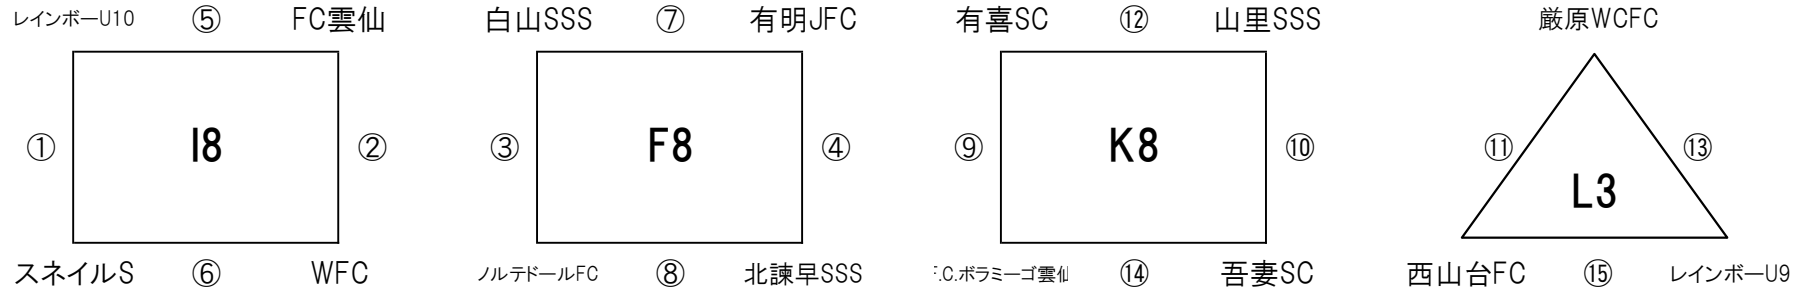 レインボーU10 ⑤ FC雲仙 白山SSS ⑦ 有明JFC 有喜SC ⑫ 山里SSS 厳原WCFC
① I8 ② ③ F8 ④ ⑨ K8 ⑩ ⑪ ⑬
L3
スネイルS ⑥ WFC ノルテドールFC ⑧ 北諫早SSS F.C.ボラミーゴ雲仙 ⑭ 吾妻SC 西山台FC ⑮ レインボーU9